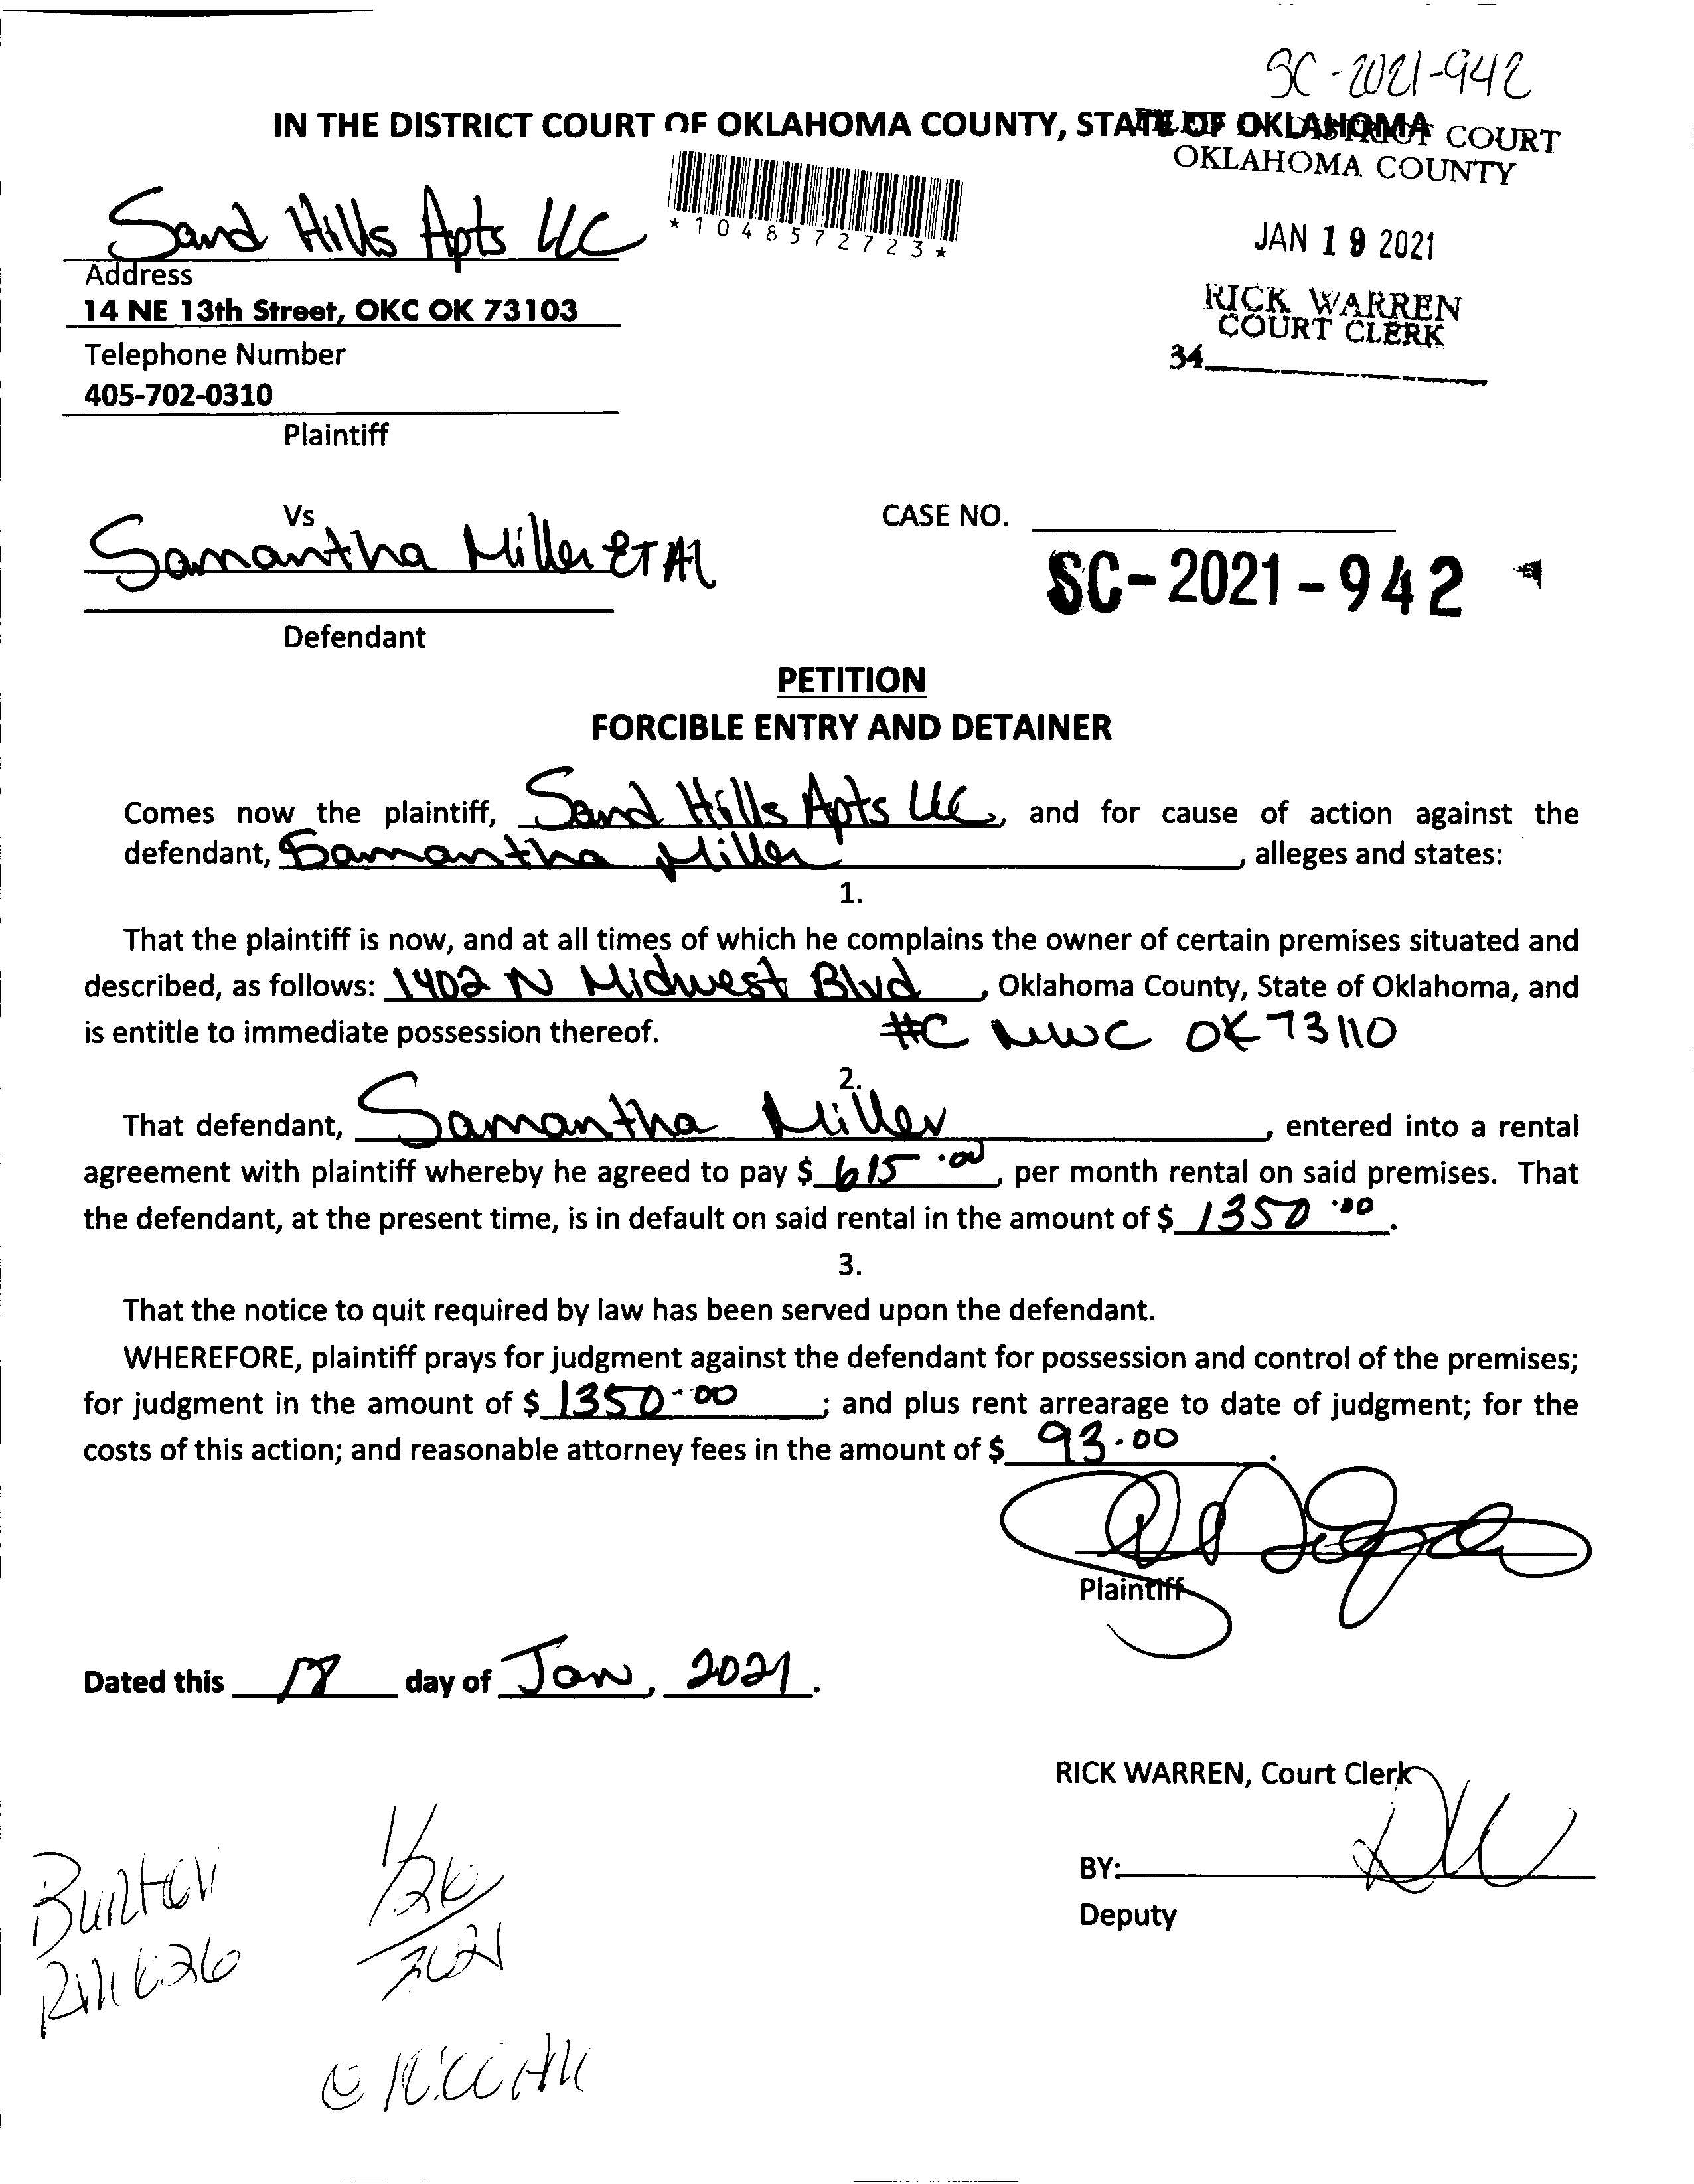 SC-2021-942
IN THE DISTRICT COURT OF OKLAHOMA COUNTY, STATE OF OKLAHOMA
COURT
OKLAHOMA COUNTY
JAN 19 2021
RICK WARREN
COURT CLERK
34
*1048572723*
Sand Hills Apts LLC
Address
14 NE 13th Street, OKC OK 73103
Telephone Number
405-702-0310
Plaintiff
Vs
Samantha Miller ET Al
Defendant
CASE NO.
SC-2021-942
PETITION
FORCIBLE ENTRY AND DETAINER
Comes now the plaintiff, Sand Hills Apts LLC, and for cause of action against the
defendant, Samantha Miller, alleges and states:
1.
That the plaintiff is now, and at all times of which he complains the owner of certain premises situated and
described, as follows: 1402 N Midwest Blvd, Oklahoma County, State of Oklahoma, and
is entitle to immediate possession thereof. #C MWC OK 73110
2.
That defendant, Samantha Miller, entered into a rental
agreement with plaintiff whereby he agreed to pay $ 615.00, per month rental on said premises. That
the defendant, at the present time, is in default on said rental in the amount of $ 1350.00.
3.
That the notice to quit required by law has been served upon the defendant.
WHEREFORE, plaintiff prays for judgment against the defendant for possession and control of the premises;
for judgment in the amount of $ 1350.00; and plus rent arrearage to date of judgment; for the
costs of this action; and reasonable attorney fees in the amount of $ 93.00.
Plaintiff
Dated this day of Jan, 2021.
RICK WARREN, Court Clerk
BY:
Deputy
1/26
2021